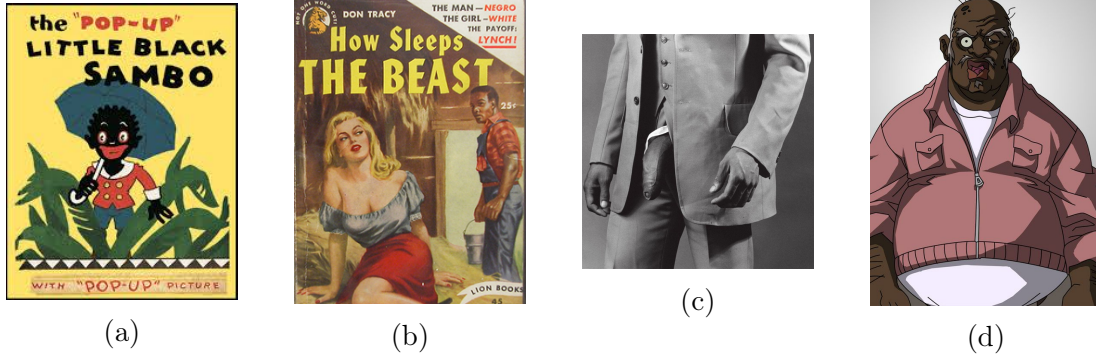 the "POP-UP"
LITTLE BLACK
SAMBO
WITH "POP-UP" PICTURE
(a)
DON TRACY
THE MAN—NEGRO
THE GIRL—WHITE
THE PAYOFF:
LYNCH!
How Sleeps
THE BEAST
25¢
LION BOOKS
45
(b)
(c)
(d)